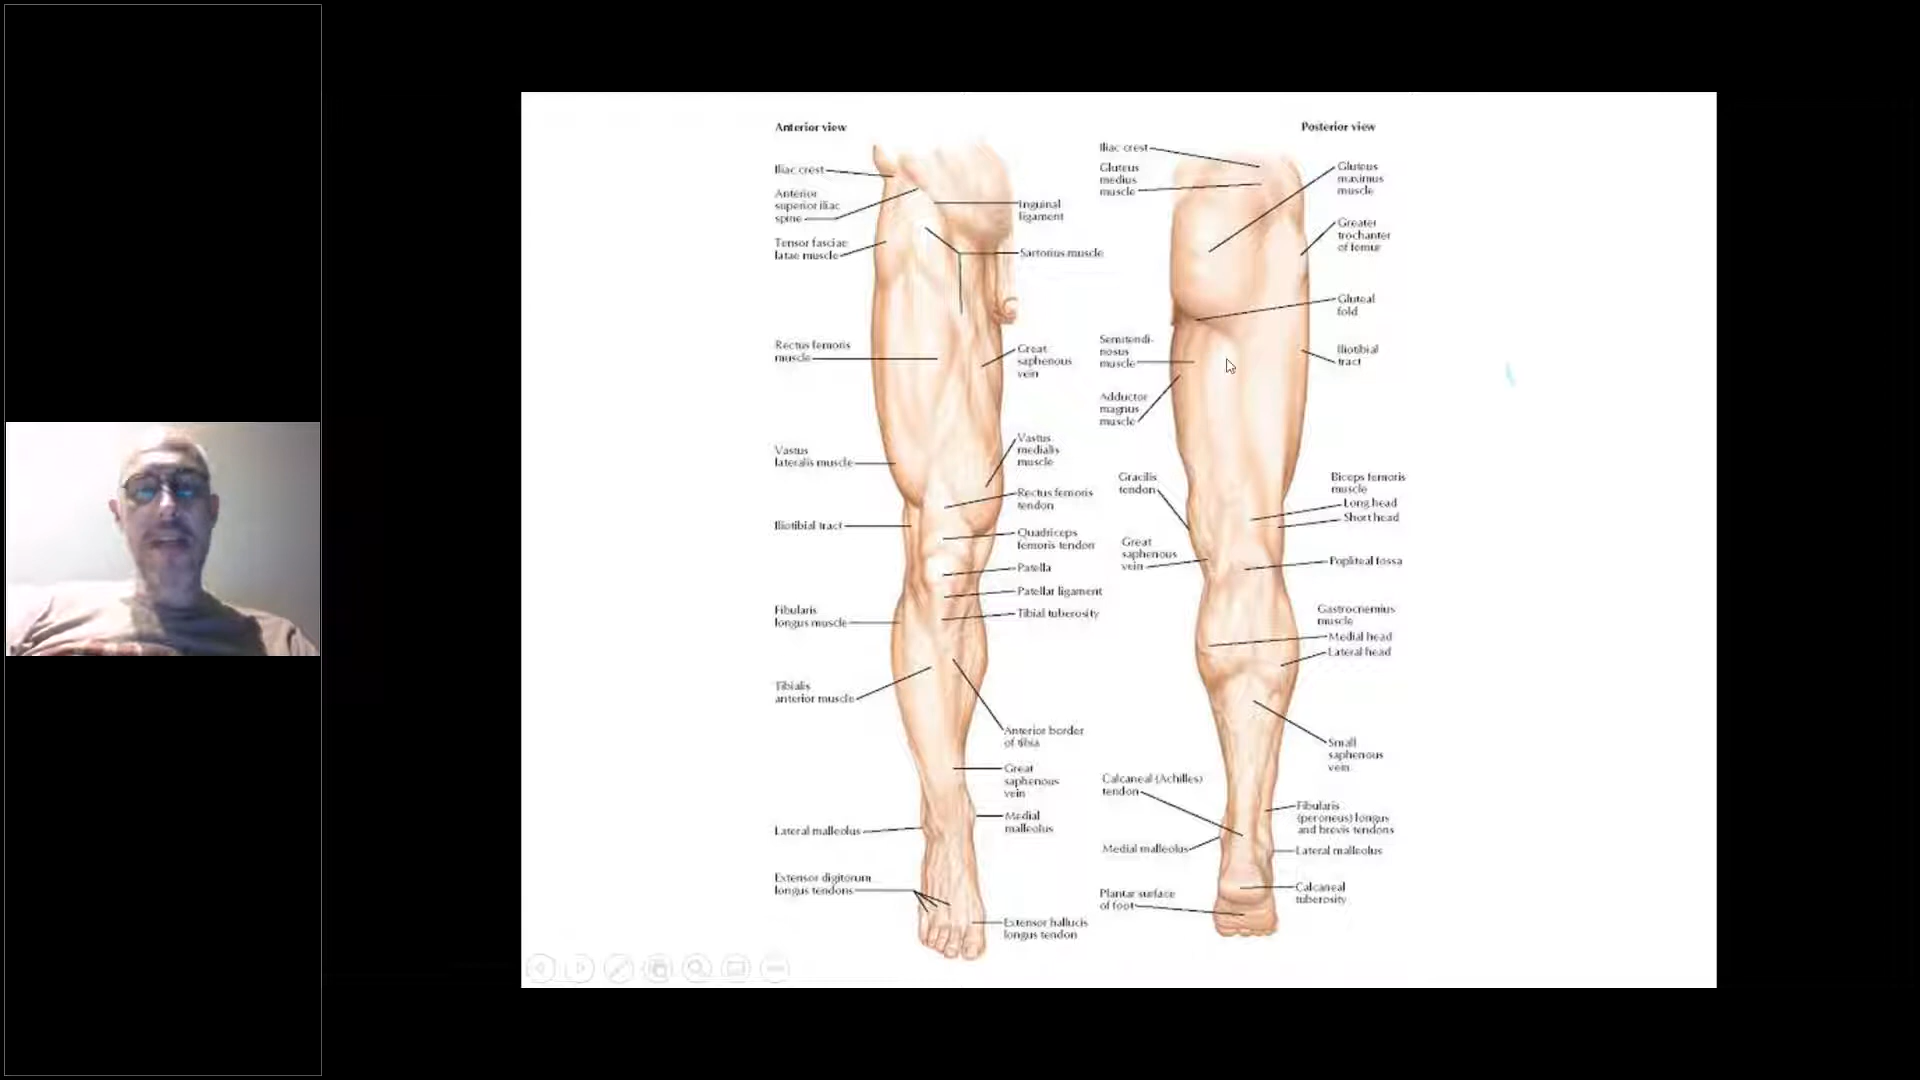 Anterior view
Iliac crest
Anterior
superior iliac
spine
Tensor fasciae
latae muscle
Rectus femoris
muscle
Vastus
lateralis muscle
Iliotibial tract
Fibularis
longus muscle
Tibialis
anterior muscle
Lateral malleolus
Extensor digitorum
longus tendons
Inguinal
ligament
Sartorius muscle
Great
saphenous
vein
Vastus
medialis
muscle
Rectus femoris
tendon
Quadriceps
femoris tendon
Patella
Patellar ligament
Tibial tuberosity
Anterior border
of tibia
Great
saphenous
vein
Medial
malleolus
Extensor hallucis
longus tendon
Posterior view
Iliac crest
Gluteus
medius
muscle
Semitendi-
nosus
muscle
Adductor
magnus
muscle
Gracilis
tendon
Great
saphenous
vein
Calcaneal (Achilles)
tendon
Medial malleolus
Plantar surface
of foot
Gluteus
maximus
muscle
Greater
trochanter
of femur
Gluteal
fold
Iliotibial
tract
Biceps femoris
muscle
Long head
Short head
Popliteal fossa
Gastrocnemius
muscle
Medial head
Lateral head
Small
saphenous
vein
Fibularis
(peroneus) longus
and brevis tendons
Lateral malleolus
Calcaneal
tuberosity